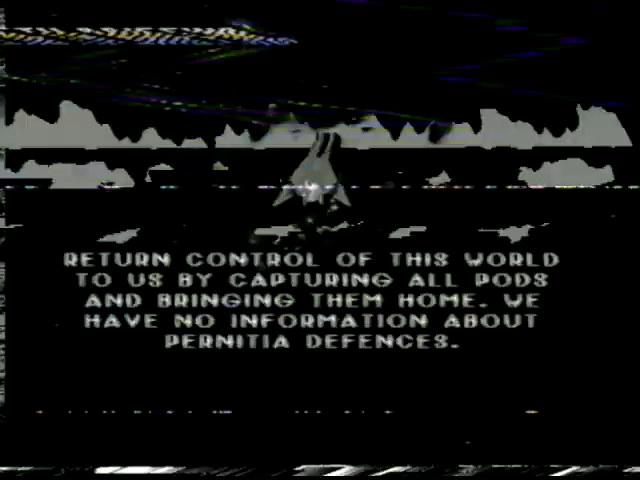 RETURN CONTROL OF THIS WORLD
TO US BY CAPTURING ALL PODS
AND BRINGING THEM HOME. WE
HAVE NO INFORMATION ABOUT
PERNITIA DEFENCES.